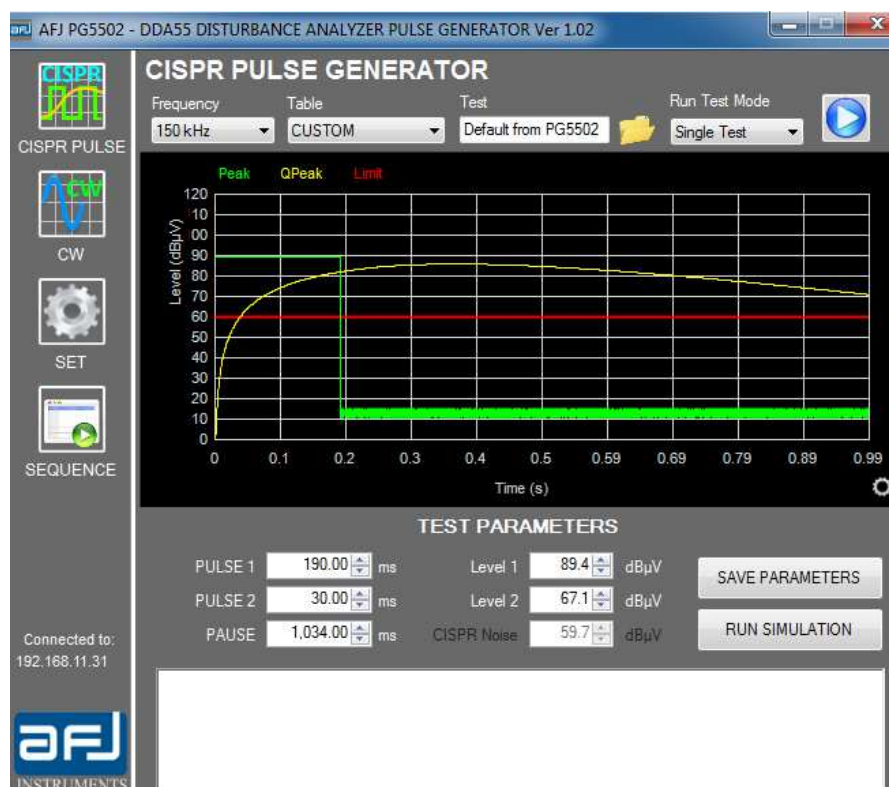 afj AFJ PG5502 - DDA55 DISTURBANCE ANALYZER PULSE GENERATOR Ver 1.02
CISPR
CISPR PULSE
CW
CW
SET
SEQUENCE
Connected to:
192.168.11.31
afj
INSTRUMENTS
CISPR PULSE GENERATOR
Frequency Table Test Run Test Mode
150 kHz CUSTOM Default from PG5502 Single Test
Peak QPeak Limit
Level (dBµV)
120
110
00
90
80
70
60
50
40
30
20
10
0
0 0.1 0.2 0.3 0.4 0.5 0.59 0.69 0.79 0.89 0.99
Time (s)
TEST PARAMETERS
PULSE 1 190.00 ms Level 1 89.4 dBµV SAVE PARAMETERS
PULSE 2 30.00 ms Level 2 67.1 dBµV RUN SIMULATION
PAUSE 1,034.00 ms CISPR Noise 59.7 dBµV